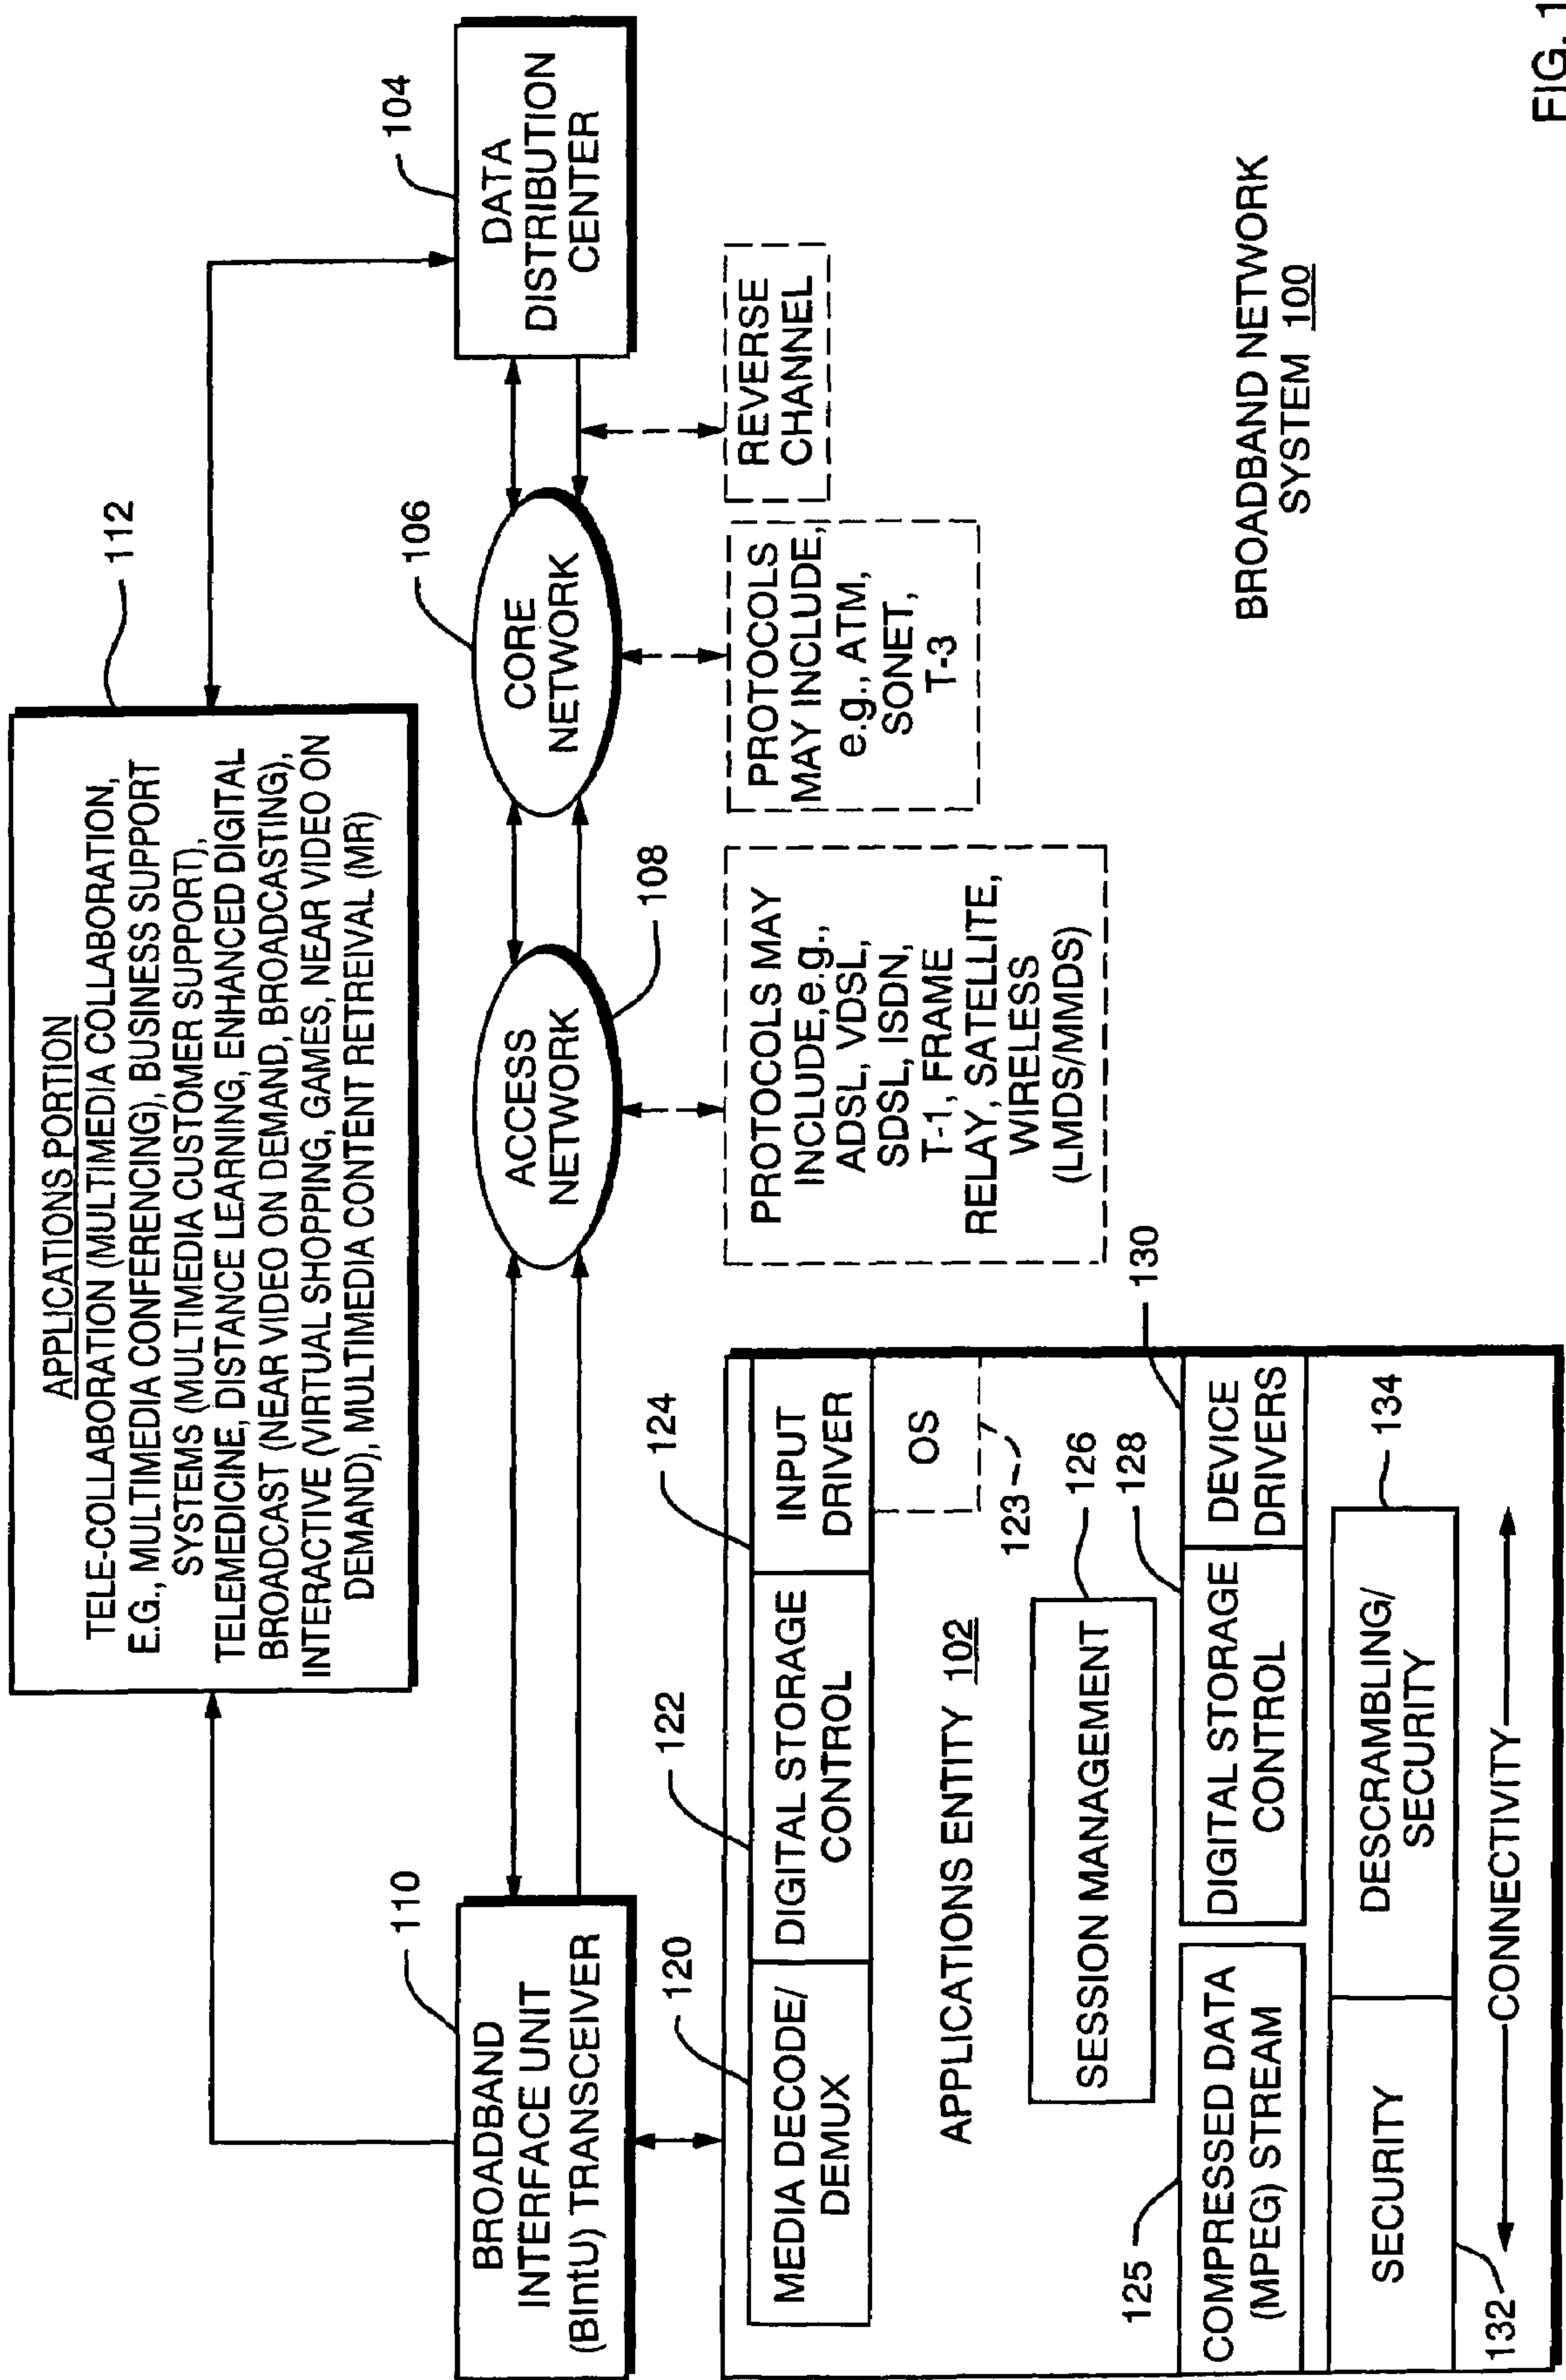 APPLICATIONS PORTION
TELE-COLLABORATION (MULTIMEDIA COLLABORATION,
E.G., MULTIMEDIA CONFERENCING), BUSINESS SUPPORT
SYSTEMS (MULTIMEDIA CUSTOMER SUPPORT),
TELEMEDICINE, DISTANCE LEARNING, ENHANCED DIGITAL
BROADCAST (NEAR VIDEO ON DEMAND, BROADCASTING),
INTERACTIVE (VIRTUAL SHOPPING, GAMES, NEAR VIDEO ON
DEMAND), MULTIMEDIA CONTENT RETREIVAL (MR)
112
110
BROADBAND
INTERFACE UNIT
(BIntU) TRANSCEIVER
ACCESS
NETWORK
108
CORE
NETWORK
106
DATA
DISTRIBUTION
CENTER
104
PROTOCOLS MAY
INCLUDE,e.g.,
ADSL, VDSL,
SDSL, ISDN,
T-1, FRAME
RELAY, SATELLITE,
WIRELESS
(LMDS/MMDS)
PROTOCOLS
MAY INCLUDE,
e.g., ATM,
SONET,
T-3
REVERSE
CHANNEL
120
122
124
MEDIA DECODE/
DEMUX
DIGITAL STORAGE
CONTROL
INPUT
DRIVER
OS
123
APPLICATIONS ENTITY 102
SESSION MANAGEMENT
126
125
128
130
COMPRESSED DATA
(MPEG) STREAM
DIGITAL STORAGE
CONTROL
DEVICE
DRIVERS
SECURITY
132
DESCRAMBLING/
SECURITY
134
CONNECTIVITY
BROADBAND NETWORK
SYSTEM 100
FIG. 1